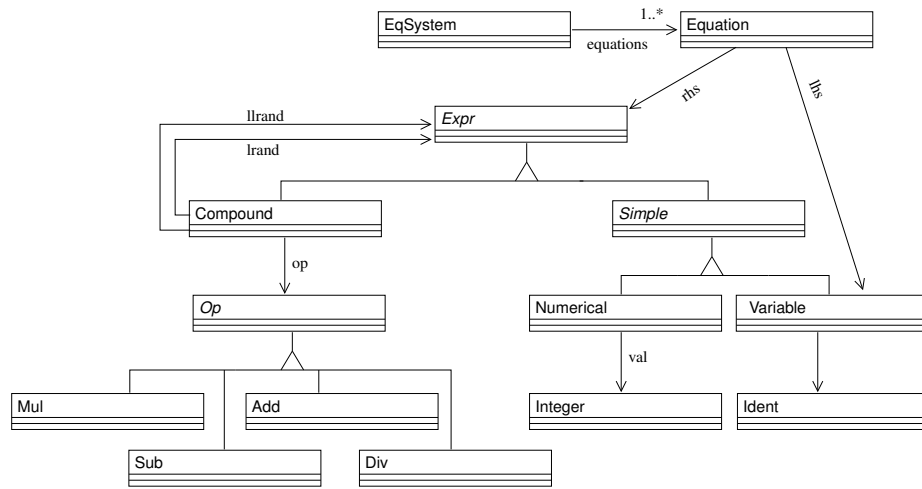 EqSystem
1..*
equations
Equation
rhs
lhs
Expr
llrand
lrand
Compound
Simple
op
Op
Numerical
Variable
val
Mul
Add
Integer
Ident
Sub
Div